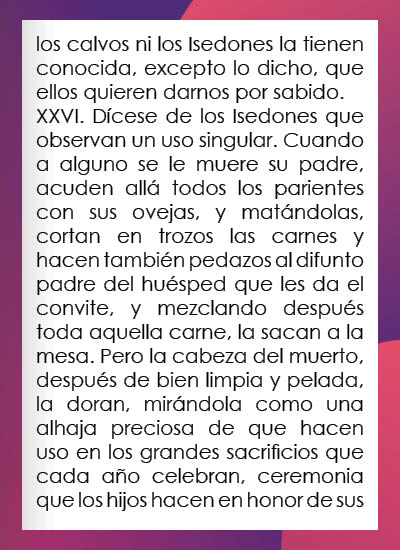 los calvos ni los Isedones la tienen
conocida, excepto lo dicho, que
ellos quieren darnos por sabido.
XXVI. Dícese de los Isedones que
observan un uso singular. Cuando
a alguno se le muere su padre,
acuden allá todos los parientes
con sus ovejas, y matándolas,
cortan en trozos las carnes y
hacen también pedazos al difunto
padre del huésped que les da el
convite, y mezclando después
toda aquella carne, la sacan a la
mesa. Pero la cabeza del muerto,
después de bien limpia y pelada,
la doran, mirándola como una
alhaja preciosa de que hacen
uso en los grandes sacrificios que
cada año celebran, ceremonia
que los hijos hacen en honor de sus